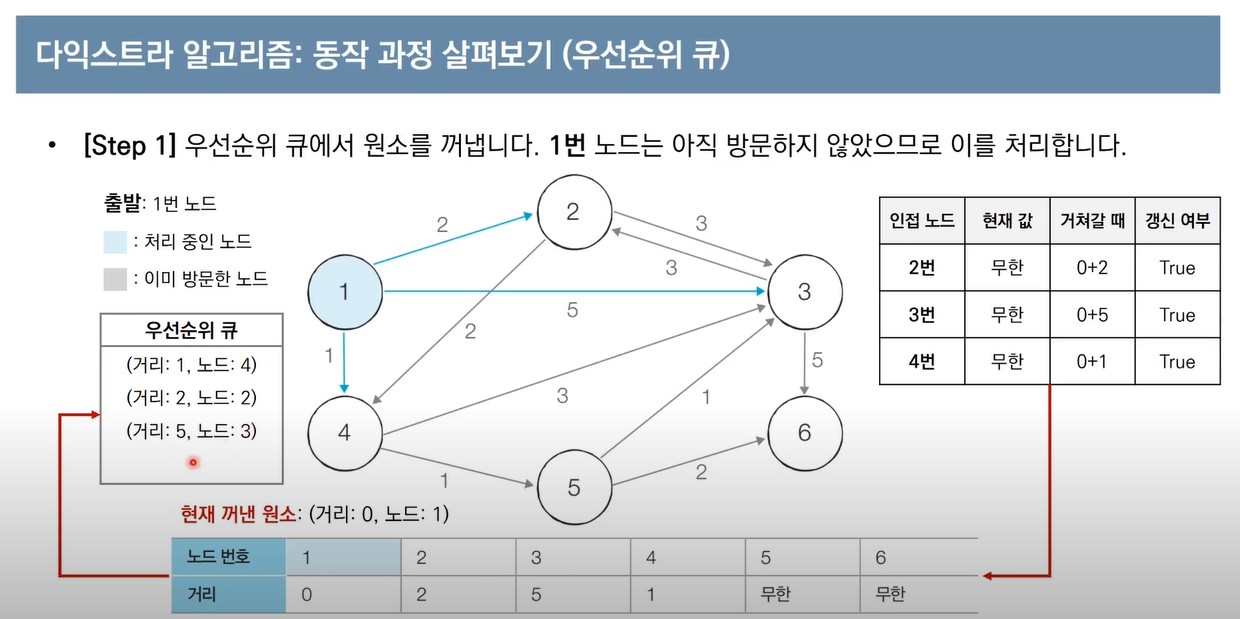 다익스트라 알고리즘: 동작 과정 살펴보기 (우선순위 큐)
• [Step 1] 우선순위 큐에서 원소를 꺼냅니다. 1번 노드는 아직 방문하지 않았으므로 이를 처리합니다.
출발: 1번 노드
: 처리 중인 노드
: 이미 방문한 노드
우선순위 큐
(거리: 1, 노드: 4)
(거리: 2, 노드: 2)
(거리: 5, 노드: 3)
2
2
3
3
1
3
5
1
2
5
4
3
1
6
1
5
2
인접 노드 현재 값 거쳐갈 때 갱신 여부
2번 무한 0+2 True
3번 무한 0+5 True
4번 무한 0+1 True
현재 꺼낸 원소: (거리: 0, 노드: 1)
노드 번호 1 2 3 4 5 6
거리 0 2 5 1 무한 무한